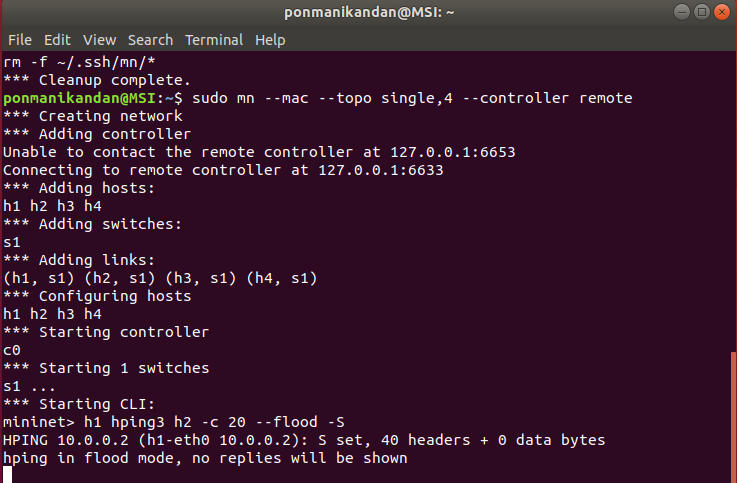 ponmanikandan@MSI: ~
File Edit View Search Terminal Help
rm -f ~/.ssh/mn/*
*** Cleanup complete.
ponmanikandan@MSI:~$ sudo mn --mac --topo single,4 --controller remote
*** Creating network
*** Adding controller
Unable to contact the remote controller at 127.0.0.1:6653
Connecting to remote controller at 127.0.0.1:6633
*** Adding hosts:
h1 h2 h3 h4
*** Adding switches:
s1
*** Adding links:
(h1, s1) (h2, s1) (h3, s1) (h4, s1)
*** Configuring hosts
h1 h2 h3 h4
*** Starting controller
c0
*** Starting 1 switches
s1 ...
*** Starting CLI:
mininet> h1 hping3 h2 -c 20 --flood -S
HPING 10.0.0.2 (h1-eth0 10.0.0.2): S set, 40 headers + 0 data bytes
hping in flood mode, no replies will be shown